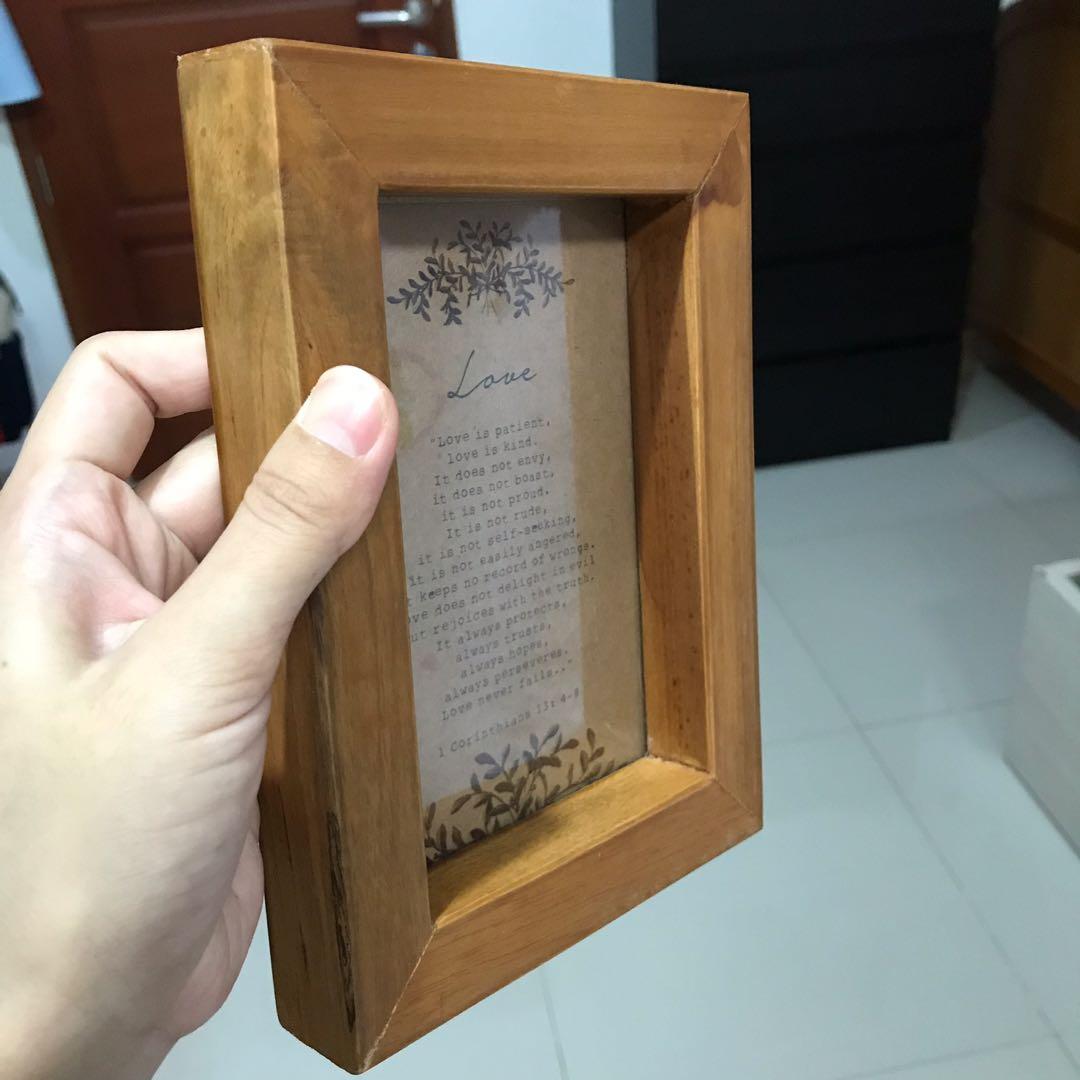 Love
"Love is patient,
love is kind.
It does not envy,
it does not boast,
it is not proud.
It is not rude,
it is not self-seeking,
it is not easily angered,
t keeps no record of wrongs.
ove does not delight in evil
ut rejoices with the truth.
It always protects,
always trusts,
always hopes,
always perseveres.
Love never fails.."
1 Corinthians 13: 4-8